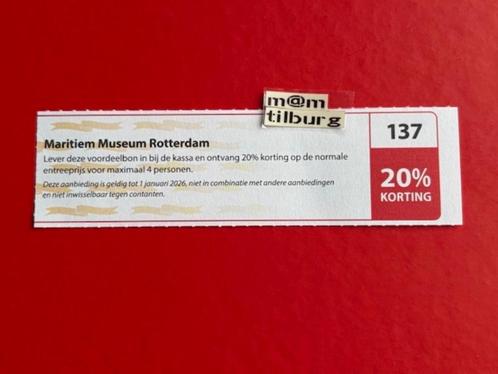 m@m
tilburg
Maritiem Museum Rotterdam
Lever deze voordeelbon in bij de kassa en ontvang 20% korting op de normale
entreeprijs voor maximaal 4 personen.
Deze aanbieding is geldig tot 1 januari 2026, niet in combinatie met andere aanbiedingen
en niet inwisselbaar tegen contanten.
137
20%
KORTING